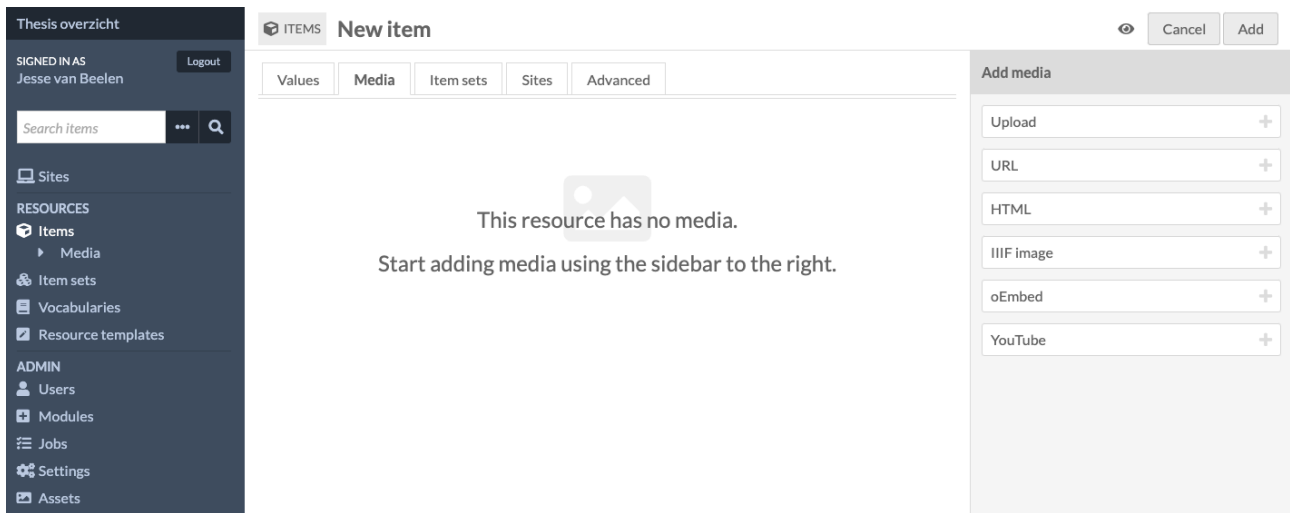 Thesis overzicht
SIGNED IN AS
Logout
Jesse van Beelen
Search items
Sites
RESOURCES
Items
Media
Item sets
Vocabularies
Resource templates
ADMIN
Users
Modules
Jobs
Settings
Assets
ITEMS New item
Cancel Add
Values Media Item sets Sites Advanced
This resource has no media.
Start adding media using the sidebar to the right.
Add media
Upload
URL
HTML
IIIF image
oEmbed
YouTube